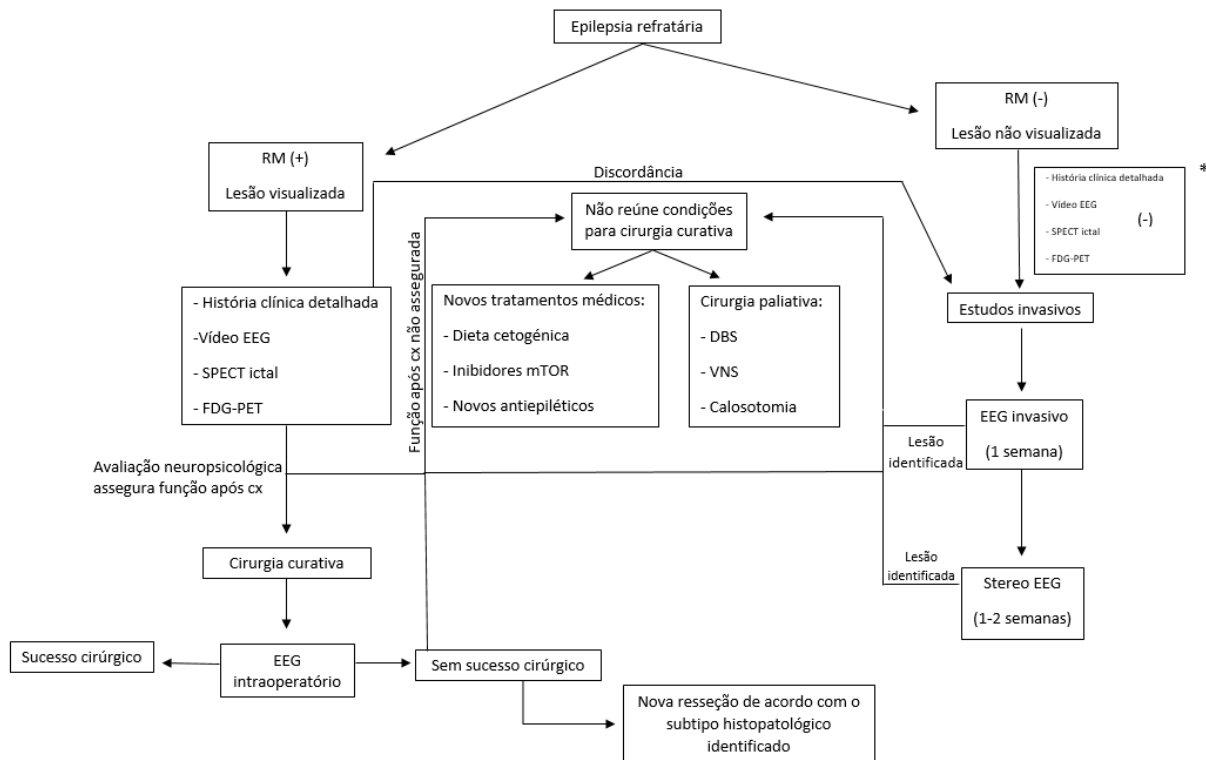 Epilepsia refratária
RM (-)
Lesão não visualizada
RM (+)
Lesão visualizada
Discordância
*
- História clínica detalhada
- Vídeo EEG
(-)
- SPECT ictal
- FDG-PET
Não reúne condições
para cirurgia curativa
Função após cx não assegurada
- História clínica detalhada
-Vídeo EEG
- SPECT ictal
- FDG-PET
Novos tratamentos médicos:
- Dieta cetogénica
- Inibidores mTOR
- Novos antiepiléticos
Cirurgia paliativa:
- DBS
- VNS
- Calosotomia
Estudos invasivos
EEG invasivo
(1 semana)
Lesão
identificada
Avaliação neuropsicológica
assegura função após cx
Cirurgia curativa
Lesão
identificada
Stereo EEG
(1-2 semanas)
Sucesso cirúrgico
EEG
intraoperatório
Sem sucesso cirúrgico
Nova resseção de acordo com o
subtipo histopatológico
identificado